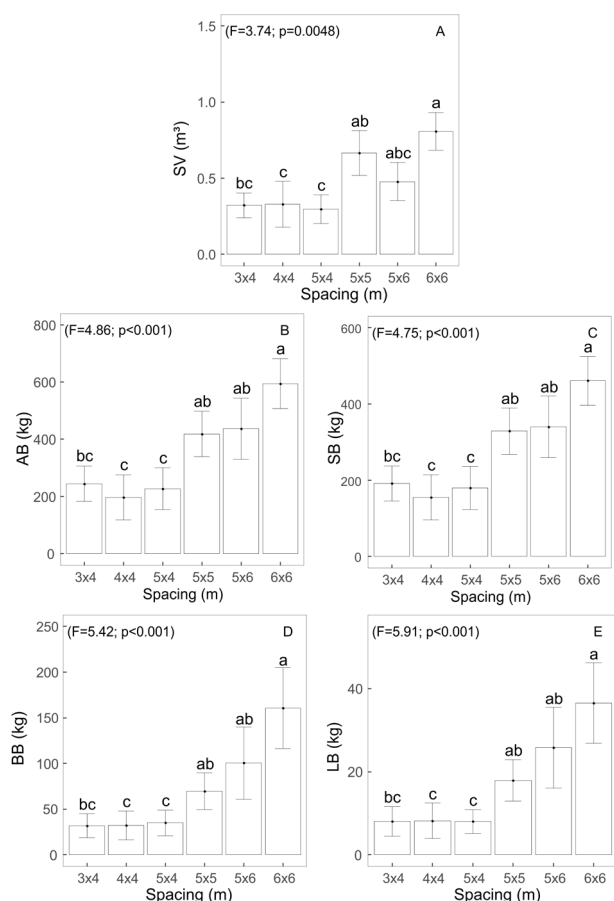 (F=3.74; p=0.0048) A
1.5
1.0
0.5
0.0
SV (m³)
bc c c ab abc a
3x4 4x4 5x4 5x5 5x6 6x6
Spacing (m)
(F=4.86; p<0.001) B
800
600
400
200
0
AB (kg)
bc c c ab ab a
3x4 4x4 5x4 5x5 5x6 6x6
Spacing (m)
(F=4.75; p<0.001) C
600
400
200
0
SB (kg)
bc c c ab ab a
3x4 4x4 5x4 5x5 5x6 6x6
Spacing (m)
(F=5.42; p<0.001) D
250
200
150
100
50
0
BB (kg)
bc c c ab ab a
3x4 4x4 5x4 5x5 5x6 6x6
Spacing (m)
(F=5.91; p<0.001) E
40
20
0
LB (kg)
bc c c ab ab a
3x4 4x4 5x4 5x5 5x6 6x6
Spacing (m)